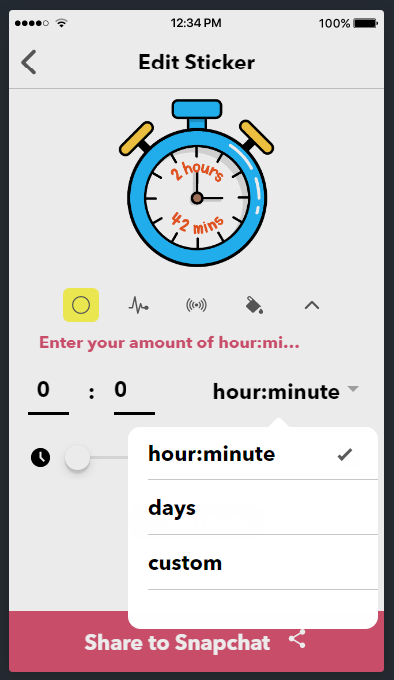 12:34 PM
100%
Edit Sticker
2 hours
42 mins
Enter your amount of hour:mi...
0 : 0 hour:minute
hour:minute
days
custom
Share to Snapchat